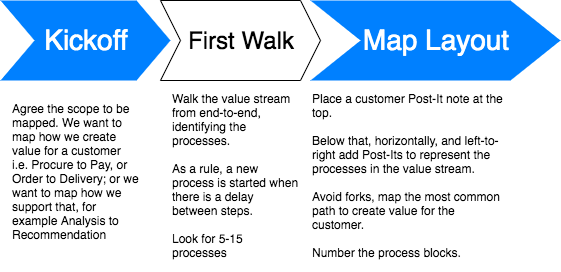 Kickoff
First Walk
Map Layout
Agree the scope to be
mapped. We want to
map how we create
value for a customer
i.e. Procure to Pay, or
Order to Delivery; or we
want to map how we
support that, for
example Analysis to
Recommendation
Walk the value stream
from end-to-end,
identifying the
processes.
As a rule, a new
process is started when
there is a delay
between steps.
Look for 5-15
processes
Place a customer Post-It note at the
top.
Below that, horizontally, and left-to-
right add Post-Its to represent the
processes in the value stream.
Avoid forks, map the most common
path to create value for the
customer.
Number the process blocks.